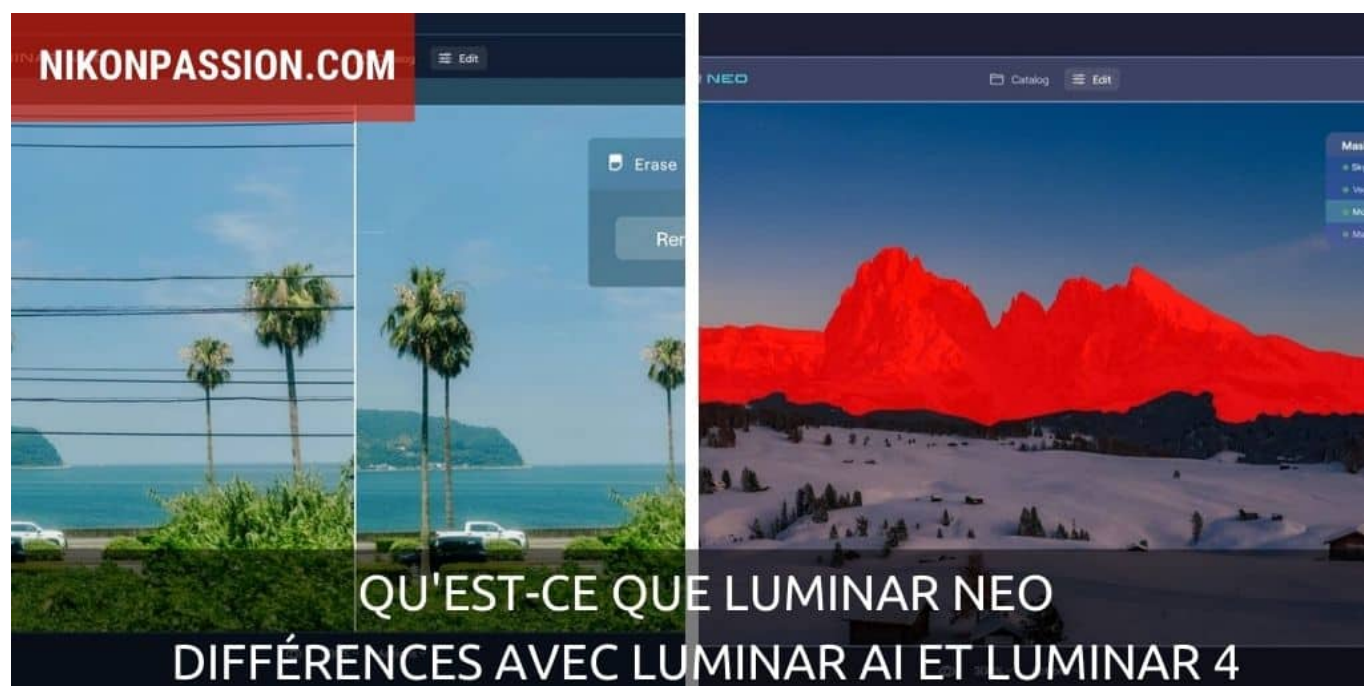 NIKONPASSION.COM
Edit
Erase
NEO
Catalog
Edit
QU'EST-CE QUE LUMINAR NEO
DIFFÉRENCES AVEC LUMINAR AI ET LUMINAR 4